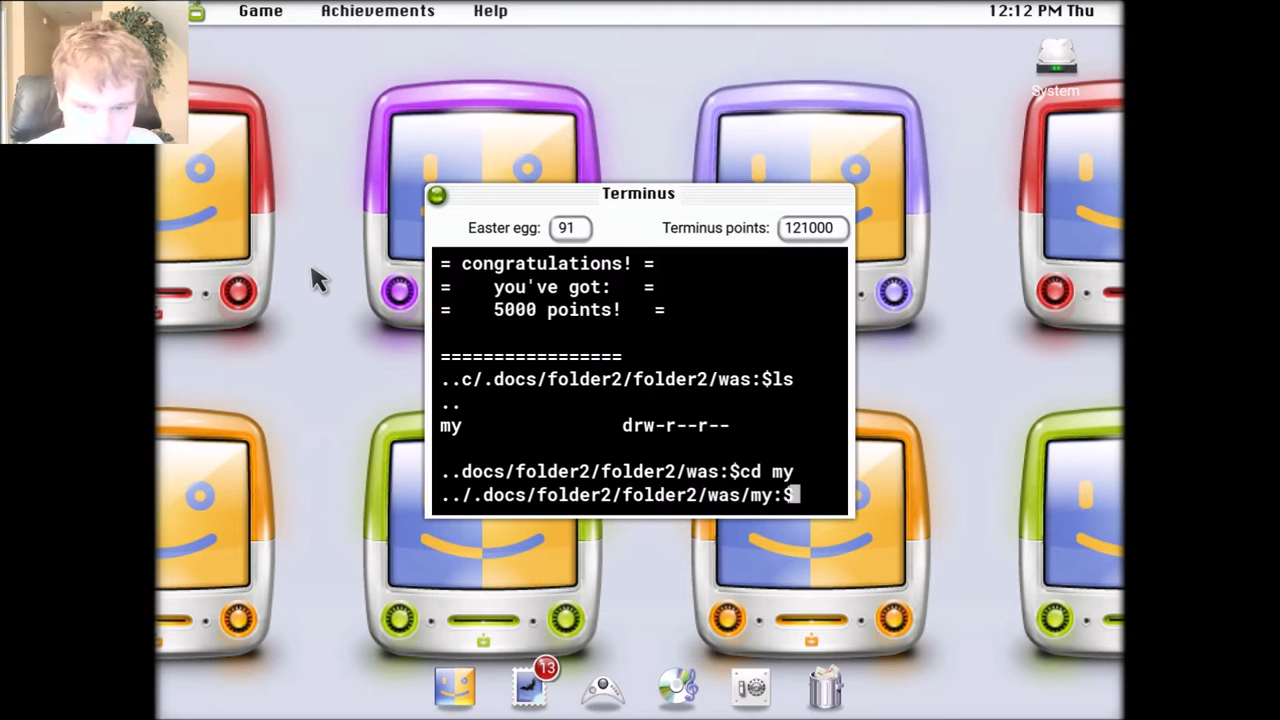 Game Achievements Help 12:12 PM Thu
System
Terminus
Easter egg: 91 Terminus points: 121000
= congratulations! =
= you've got: =
= 5000 points! =
=================
..c/.docs/folder2/folder2/was:$ls
..
my drw-r--r--
..docs/folder2/folder2/was:$cd my
../.docs/folder2/folder2/was/my:$
13